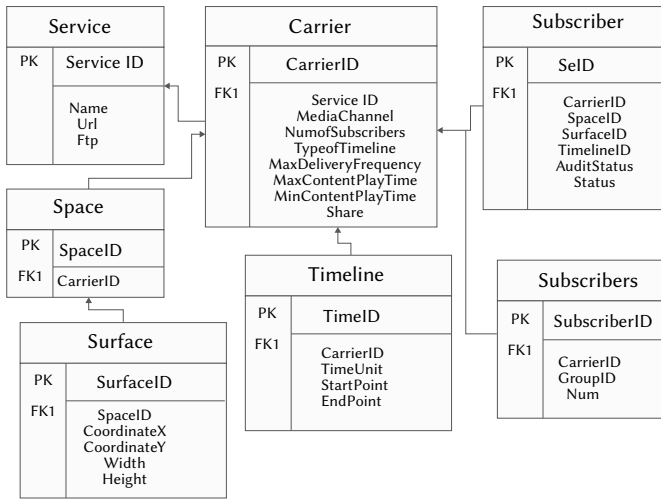 Service
PK
Service ID
Name
Url
Ftp
Carrier
PK
CarrierID
FK1
Service ID
MediaChannel
NumofSubscribers
TypeofTimeline
MaxDeliveryFrequency
MaxContentPlayTime
MinContentPlayTime
Share
Subscriber
PK
SeID
FK1
CarrierID
SpaceID
SurfaceID
TimelineID
AuditStatus
Status
Space
PK
SpaceID
FK1
CarrierID
Timeline
PK
TimeID
FK1
CarrierID
TimeUnit
StartPoint
EndPoint
Subscribers
PK
SubscriberID
FK1
CarrierID
GroupID
Num
Surface
PK
SurfaceID
FK1
SpaceID
CoordinateX
CoordinateY
Width
Height